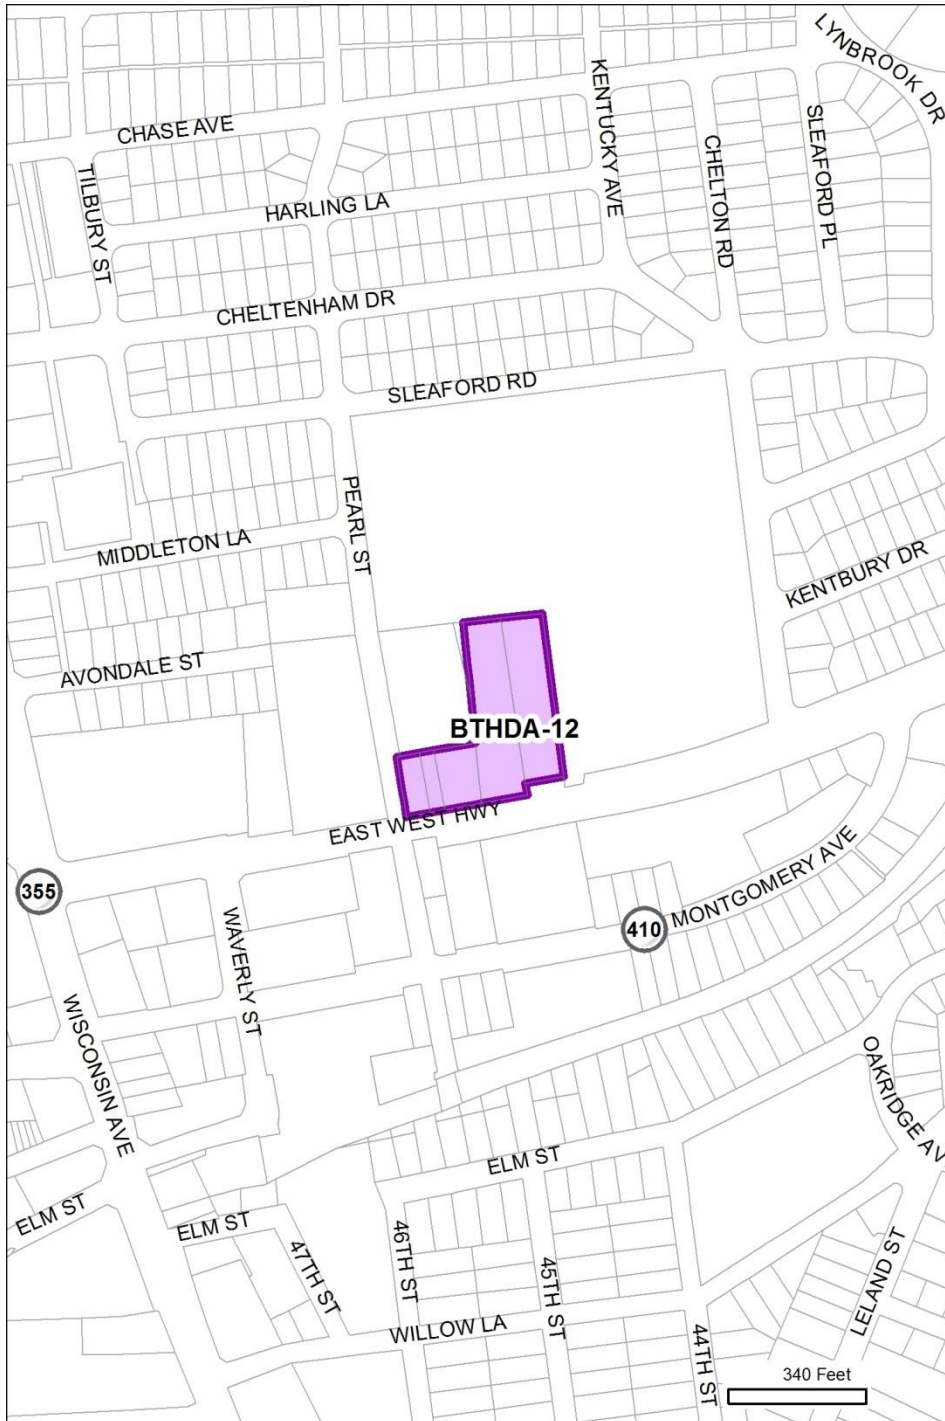 LYNBROOK DR
KENTUCKY AVE
CHASE AVE
SLEAFORD PL
CHELTON RD
TILBURY ST
HARLING LA
CHELTENHAM DR
SLEAFORD RD
PEARL ST
MIDDLETON LA
KENTBURY DR
AVONDALE ST
BTHDA-12
EAST WEST HWY
MONTGOMERY AVE
355
410
WAVERLY ST
WISCONSIN AVE
OAKRIDGE AV
ELM ST
ELM ST
ELM ST
46TH ST
47TH ST
45TH ST
LELAND ST
WILLOW LA
44TH ST
340 Feet